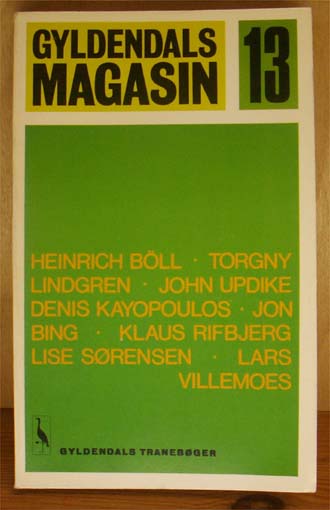 GYLDENDALS
MAGASIN 13
HEINRICH BÖLL · TORGNY
LINDGREN · JOHN UPDIKE
DENIS KAYOPOULOS · JON
BING · KLAUS RIFBJERG
LISE SØRENSEN · LARS
VILLEMOES
GYLDENDALS TRANEBØGER